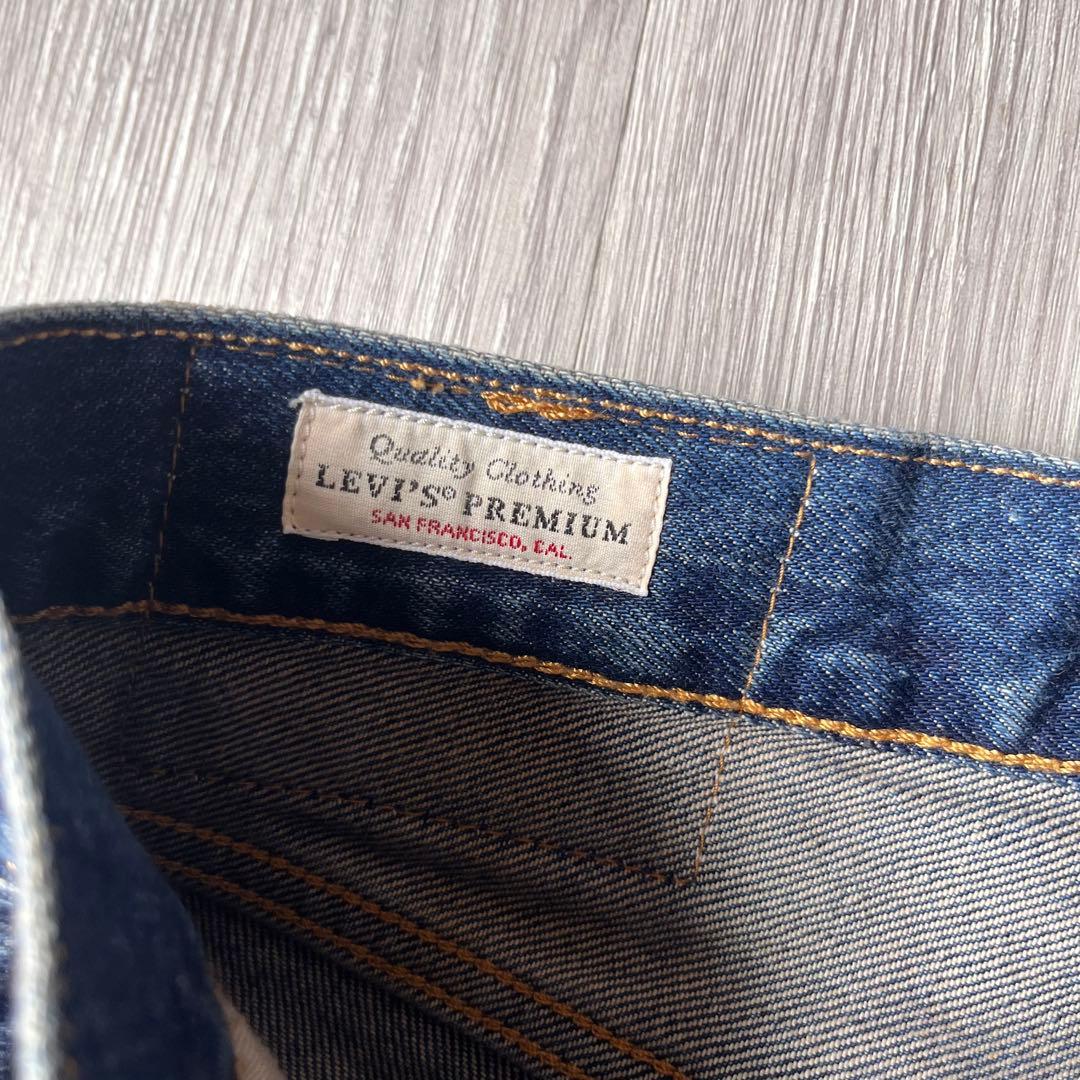 Quality Clothing
LEVI'S® PREMIUM
SAN FRANCISCO, CAL.